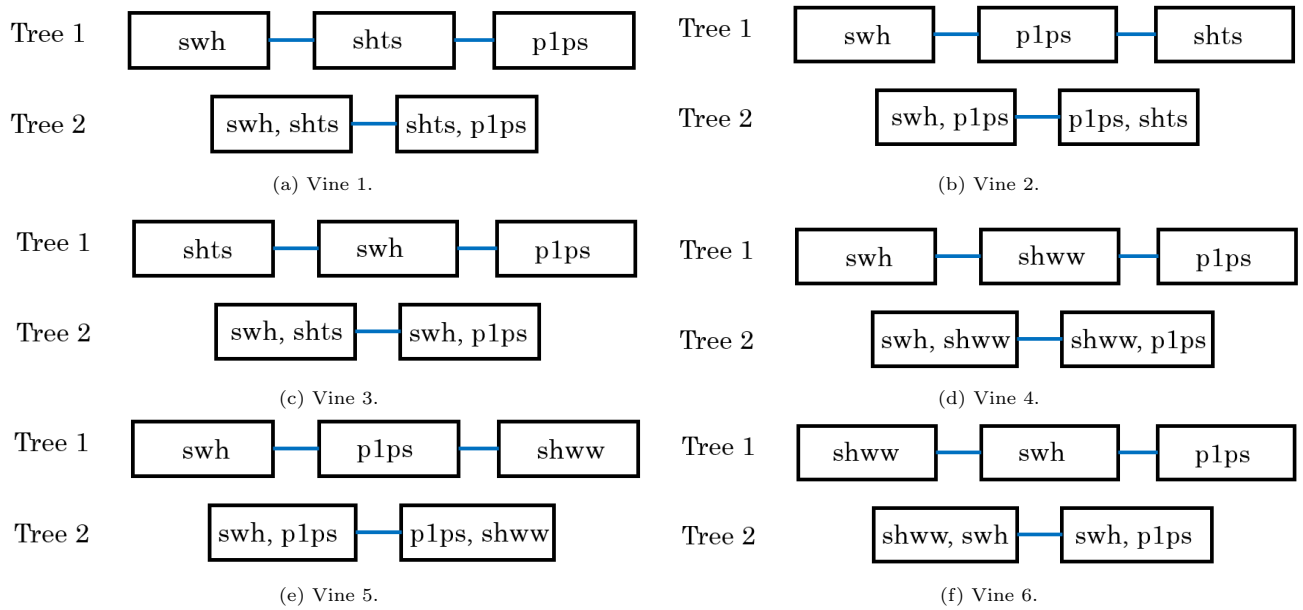 Tree 1 swh shts p1ps
Tree 2 swh, shts shts, p1ps
(a) Vine 1.
Tree 1 swh p1ps shts
Tree 2 swh, p1ps p1ps, shts
(b) Vine 2.
Tree 1 shts swh p1ps
Tree 2 swh, shts swh, p1ps
(c) Vine 3.
Tree 1 swh shww p1ps
Tree 2 swh, shww shww, p1ps
(d) Vine 4.
Tree 1 swh p1ps shww
Tree 2 swh, p1ps p1ps, shww
(e) Vine 5.
Tree 1 shww swh p1ps
Tree 2 shww, swh swh, p1ps
(f) Vine 6.